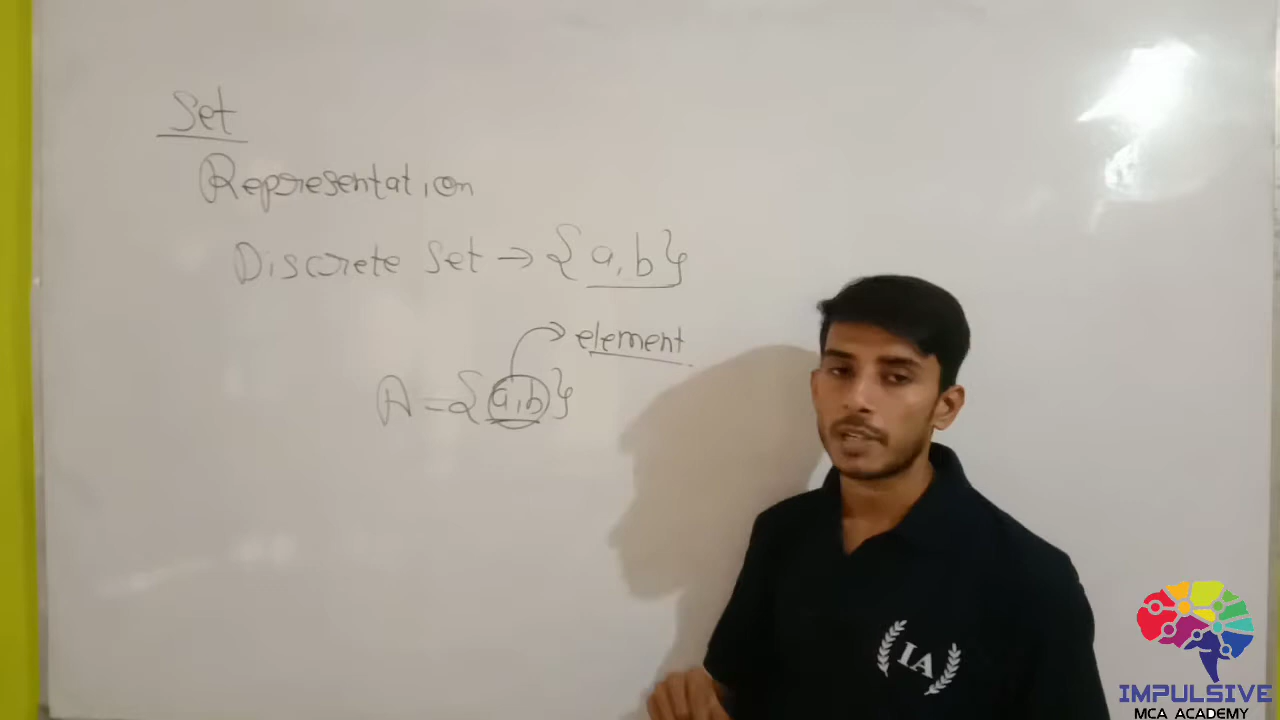 Set
Representation
Discrete set → {a, b}
element
A = {a, b}
IA
IMPULSIVE
MCA ACADEMY